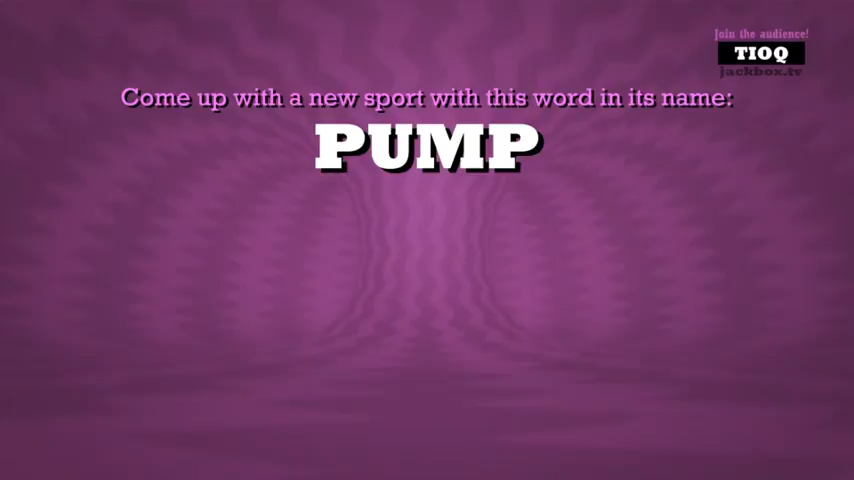 Join the audience!
TIOQ
jackbox.tv
Come up with a new sport with this word in its name:
PUMP